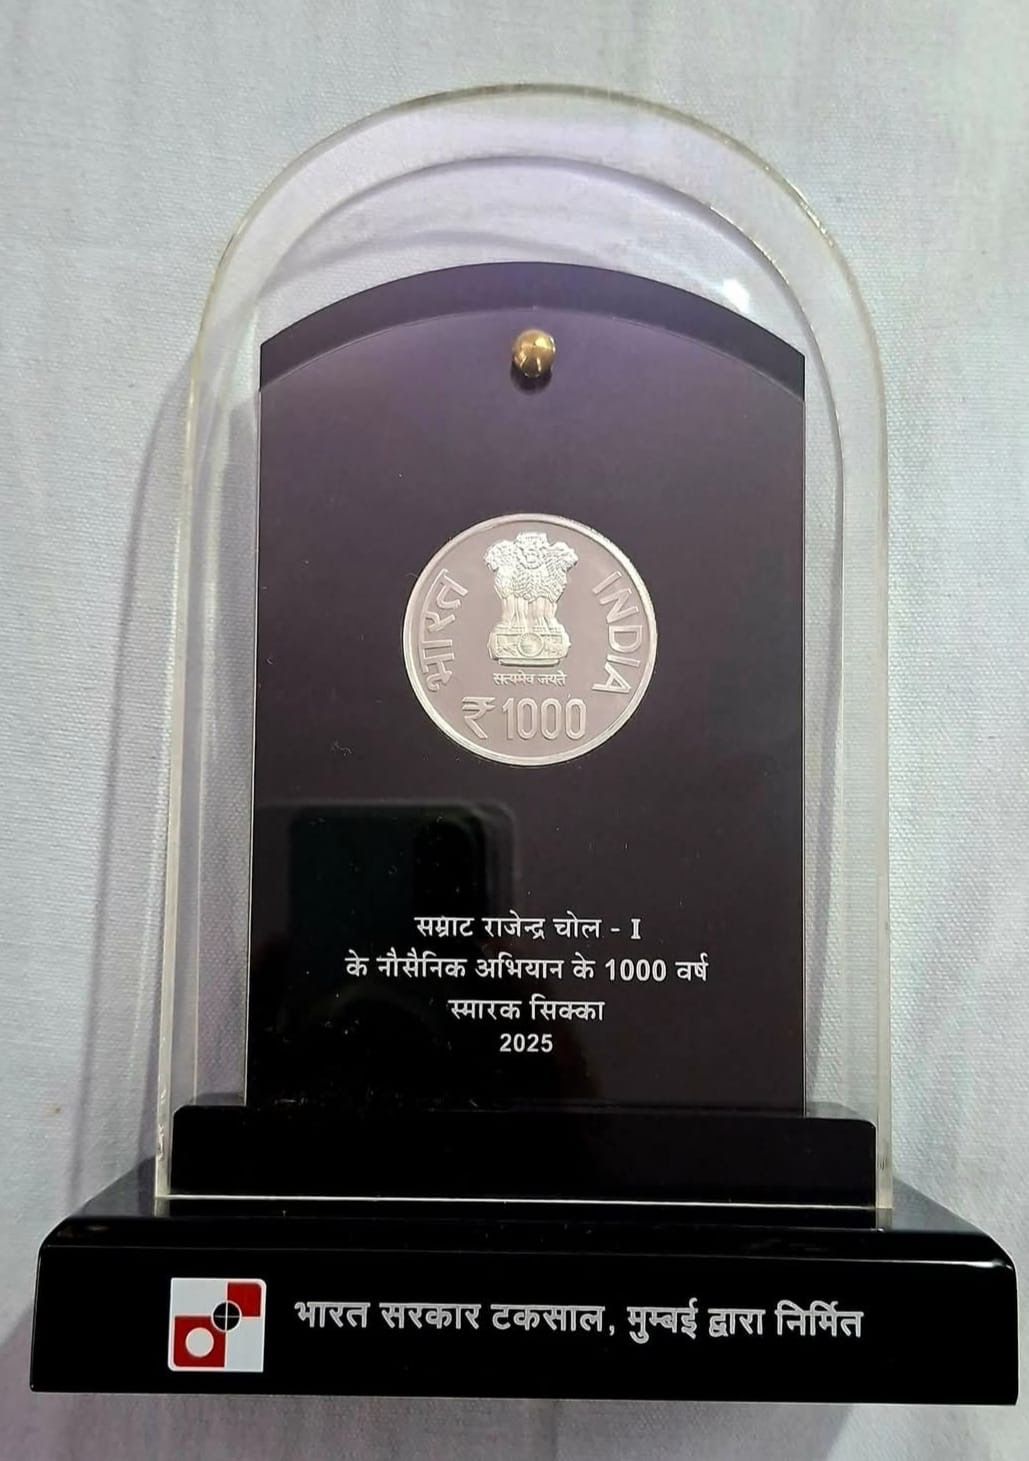 भारत
INDIA
सत्यमेव जयते
₹1000
सम्राट राजेन्द्र चोल - I
के नौसैनिक अभियान के 1000 वर्ष
स्मारक सिक्का
2025
भारत सरकार टकसाल, मुम्बई द्वारा निर्मित